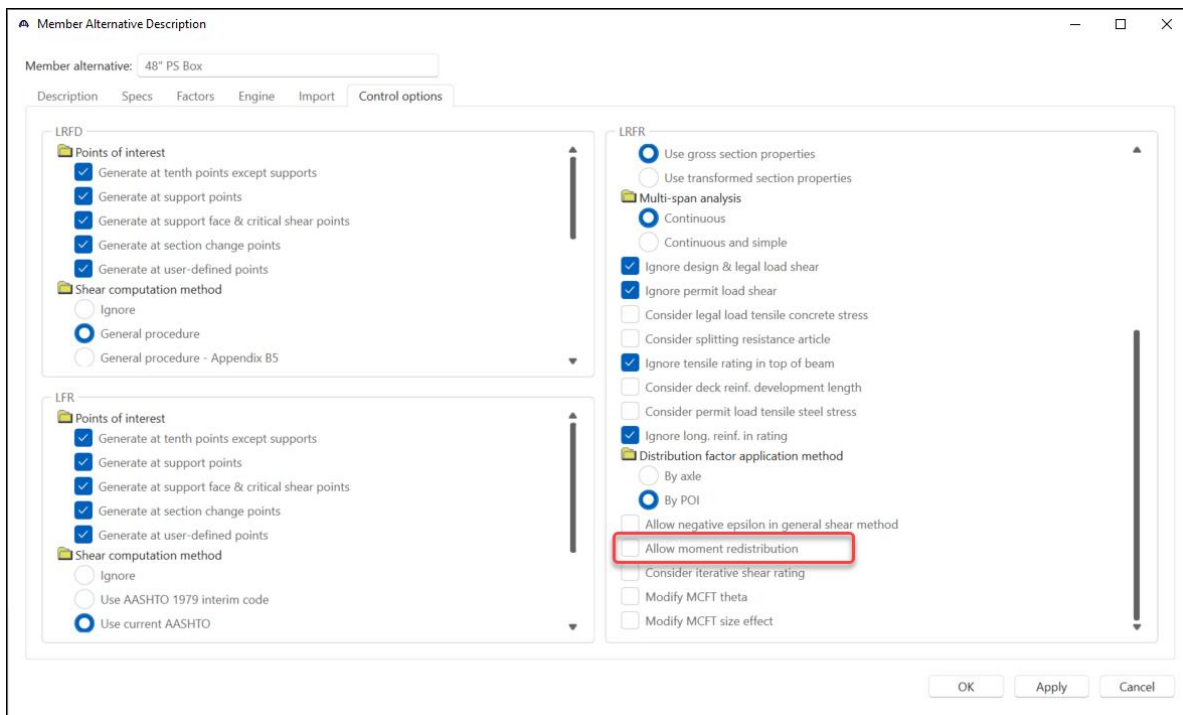 Member Alternative Description
Member alternative: 48" PS Box
Description Specs Factors Engine Import Control options
LRFD
Points of interest
Generate at tenth points except supports
Generate at support points
Generate at support face & critical shear points
Generate at section change points
Generate at user-defined points
Shear computation method
Ignore
General procedure
General procedure - Appendix B5
LFR
Points of interest
Generate at tenth points except supports
Generate at support points
Generate at support face & critical shear points
Generate at section change points
Generate at user-defined points
Shear computation method
Ignore
Use AASHTO 1979 interim code
Use current AASHTO
LRFR
Use gross section properties
Use transformed section properties
Multi-span analysis
Continuous
Continuous and simple
Ignore design & legal load shear
Ignore permit load shear
Consider legal load tensile concrete stress
Consider splitting resistance article
Ignore tensile rating in top of beam
Consider deck reinf. development length
Consider permit load tensile steel stress
Ignore long. reinf. in rating
Distribution factor application method
By axle
By POI
Allow negative epsilon in general shear method
Allow moment redistribution
Consider iterative shear rating
Modify MCFT theta
Modify MCFT size effect
OK Apply Cancel